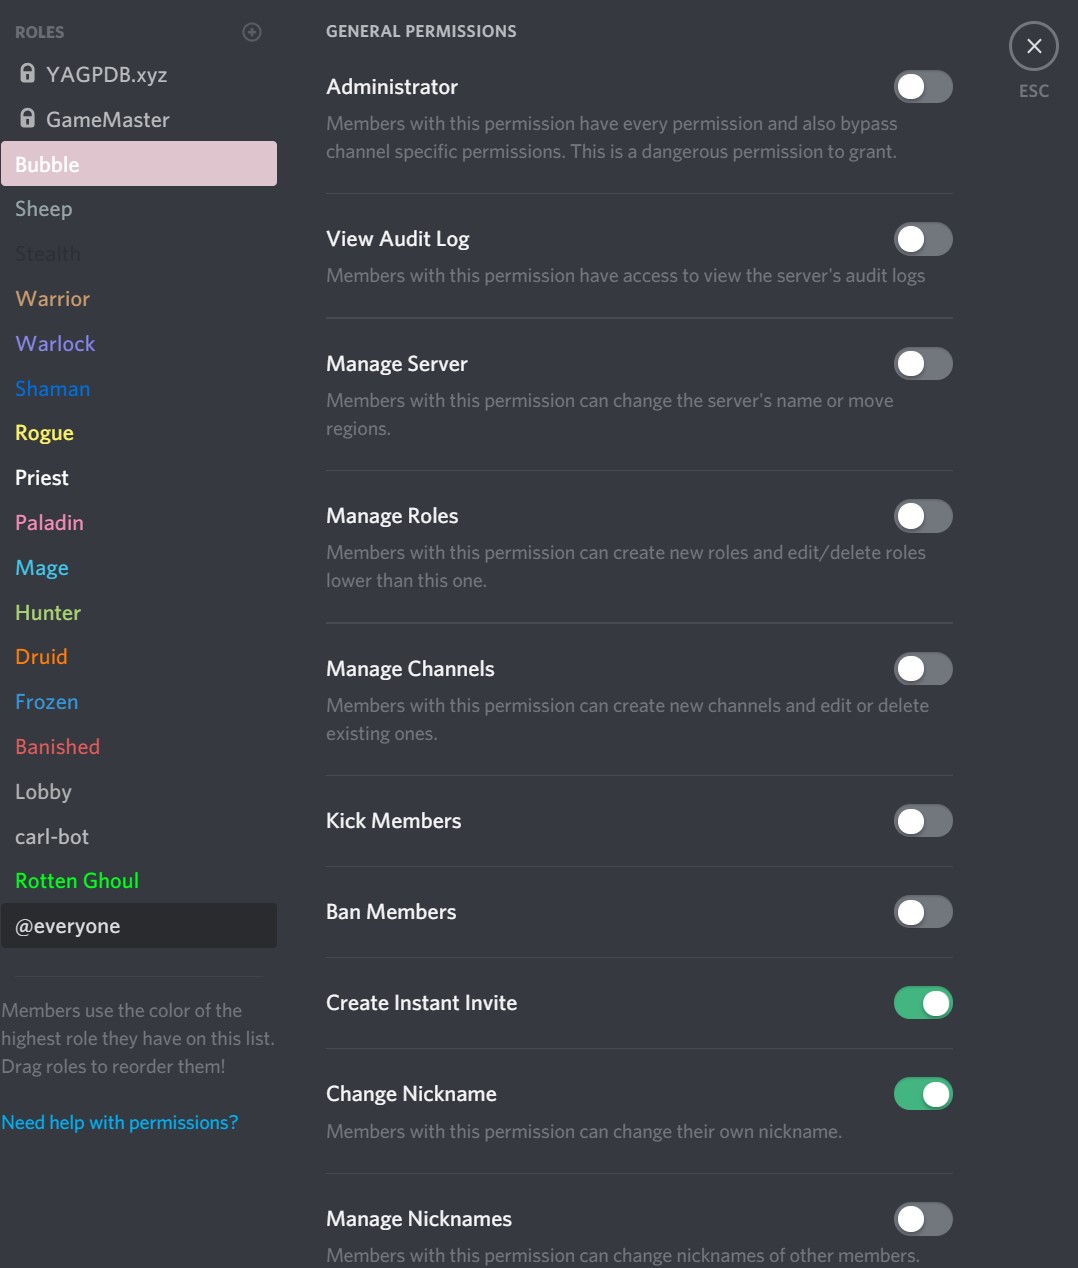 ROLES
YAGPDB.xyz
GameMaster
Bubble
Sheep
Stealth
Warrior
Warlock
Shaman
Rogue
Priest
Paladin
Mage
Hunter
Druid
Frozen
Banished
Lobby
carl-bot
Rotten Ghoul
@everyone
Members use the color of the
highest role they have on this list.
Drag roles to reorder them!
Need help with permissions?
GENERAL PERMISSIONS
Administrator
Members with this permission have every permission and also bypass
channel specific permissions. This is a dangerous permission to grant.
View Audit Log
Members with this permission have access to view the server's audit logs
Manage Server
Members with this permission can change the server's name or move
regions.
Manage Roles
Members with this permission can create new roles and edit/delete roles
lower than this one.
Manage Channels
Members with this permission can create new channels and edit or delete
existing ones.
Kick Members
Ban Members
Create Instant Invite
Change Nickname
Members with this permission can change their own nickname.
Manage Nicknames
Members with this permission can change nicknames of other members.
ESC